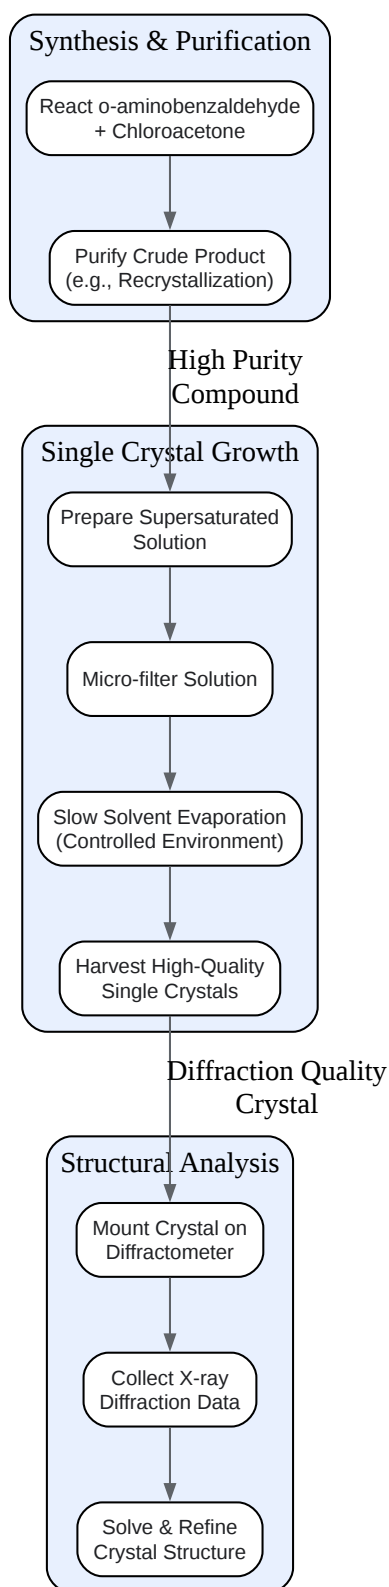 Synthesis & Purification
React o-aminobenzaldehyde
+ Chloroacetone
Purify Crude Product
(e.g., Recrystallization)
High Purity
Compound
Single Crystal Growth
Prepare Supersaturated
Solution
Micro-filter Solution
Slow Solvent Evaporation
(Controlled Environment)
Harvest High-Quality
Single Crystals
Diffraction Quality
Crystal
Structural Analysis
Mount Crystal on
Diffractometer
Collect X-ray
Diffraction Data
Solve & Refine
Crystal Structure